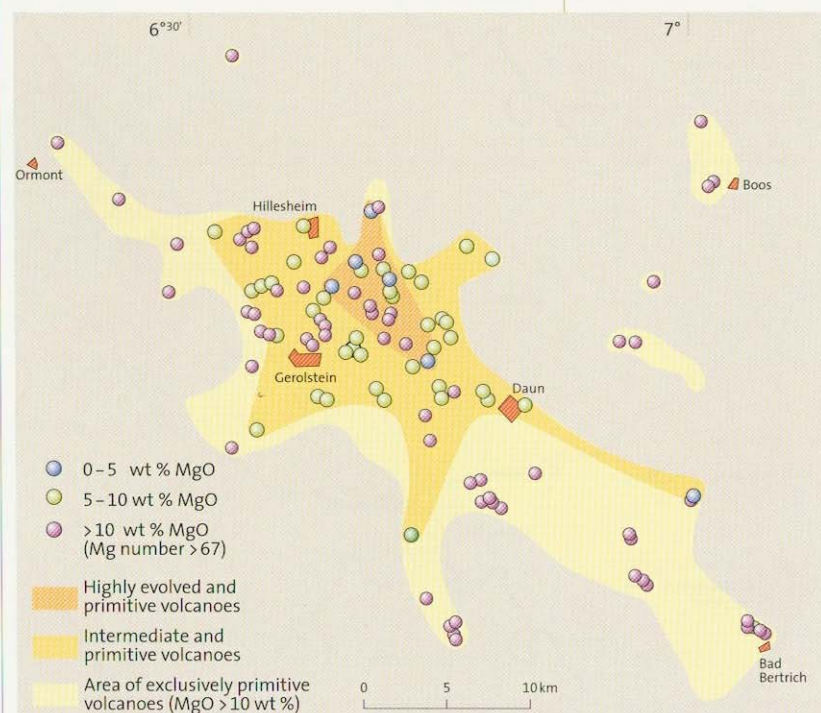 6°30'
7°
Ormont
Boos
Hillesheim
Gerolstein
Daun
0–5 wt % MgO
5–10 wt % MgO
>10 wt % MgO
(Mg number >67)
Highly evolved and
primitive volcanoes
Intermediate and
primitive volcanoes
Area of exclusively primitive
volcanoes (MgO >10 wt %)
0 5 10 km
Bad
Bertrich